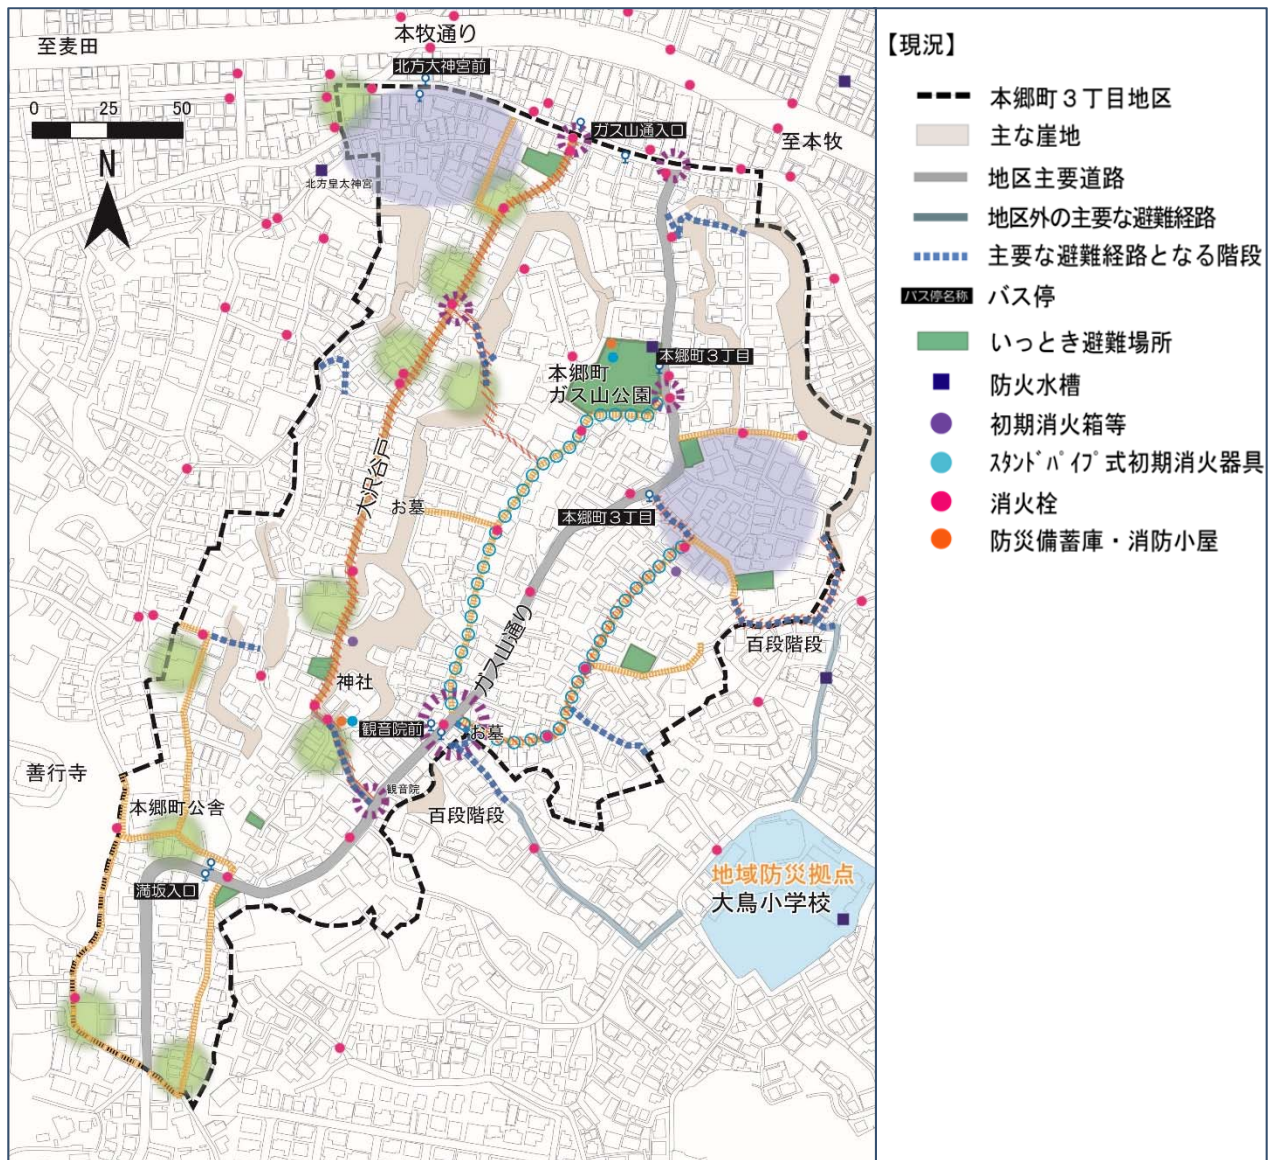 至麦田
本牧通り
北方大神宮前
0 25 50
N
ガス山通入口
至本牧
北方皇太神宮
本郷町3丁目
本郷町
ガス山公園
大沢谷戸
お墓
本郷町3丁目
ガス山通り
百段階段
神社
観音院前
お墓
善行寺
観音院
本郷町公舎
百段階段
満坂入口
地域防災拠点
大鳥小学校
【現況】
本郷町3丁目地区
主な崖地
地区主要道路
地区外の主要な避難経路
主要な避難経路となる階段
バス停名称 バス停
いっとき避難場所
防火水槽
初期消火箱等
ｽﾀﾝﾄﾞﾊﾟｲﾌﾟ式初期消火器具
消火栓
防災備蓄庫・消防小屋